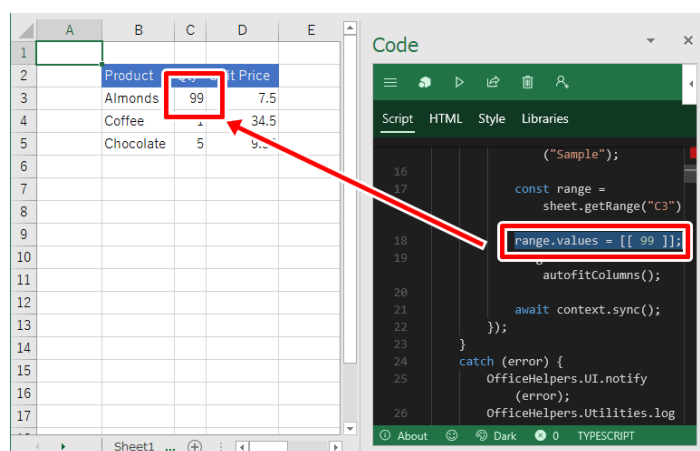 A B C D E
1
2 Product Unit Price
3 Almonds 99 7.5
4 Coffee 1 34.5
5 Chocolate 5
6
7
8
9
10
11
12
13
14
15
16
17
Sheet1 ...
Code
Script HTML Style Libraries
("Sample");
16
17 const range =
sheet.getRange("C3")
18 range.values = [[ 99 ]];
19
autofitColumns();
20
21 await context.sync();
22 });
23 }
24 catch (error) {
25 OfficeHelpers.UI.notify
(error);
26 OfficeHelpers.Utilities.log
About Dark 0 TYPESCRIPT